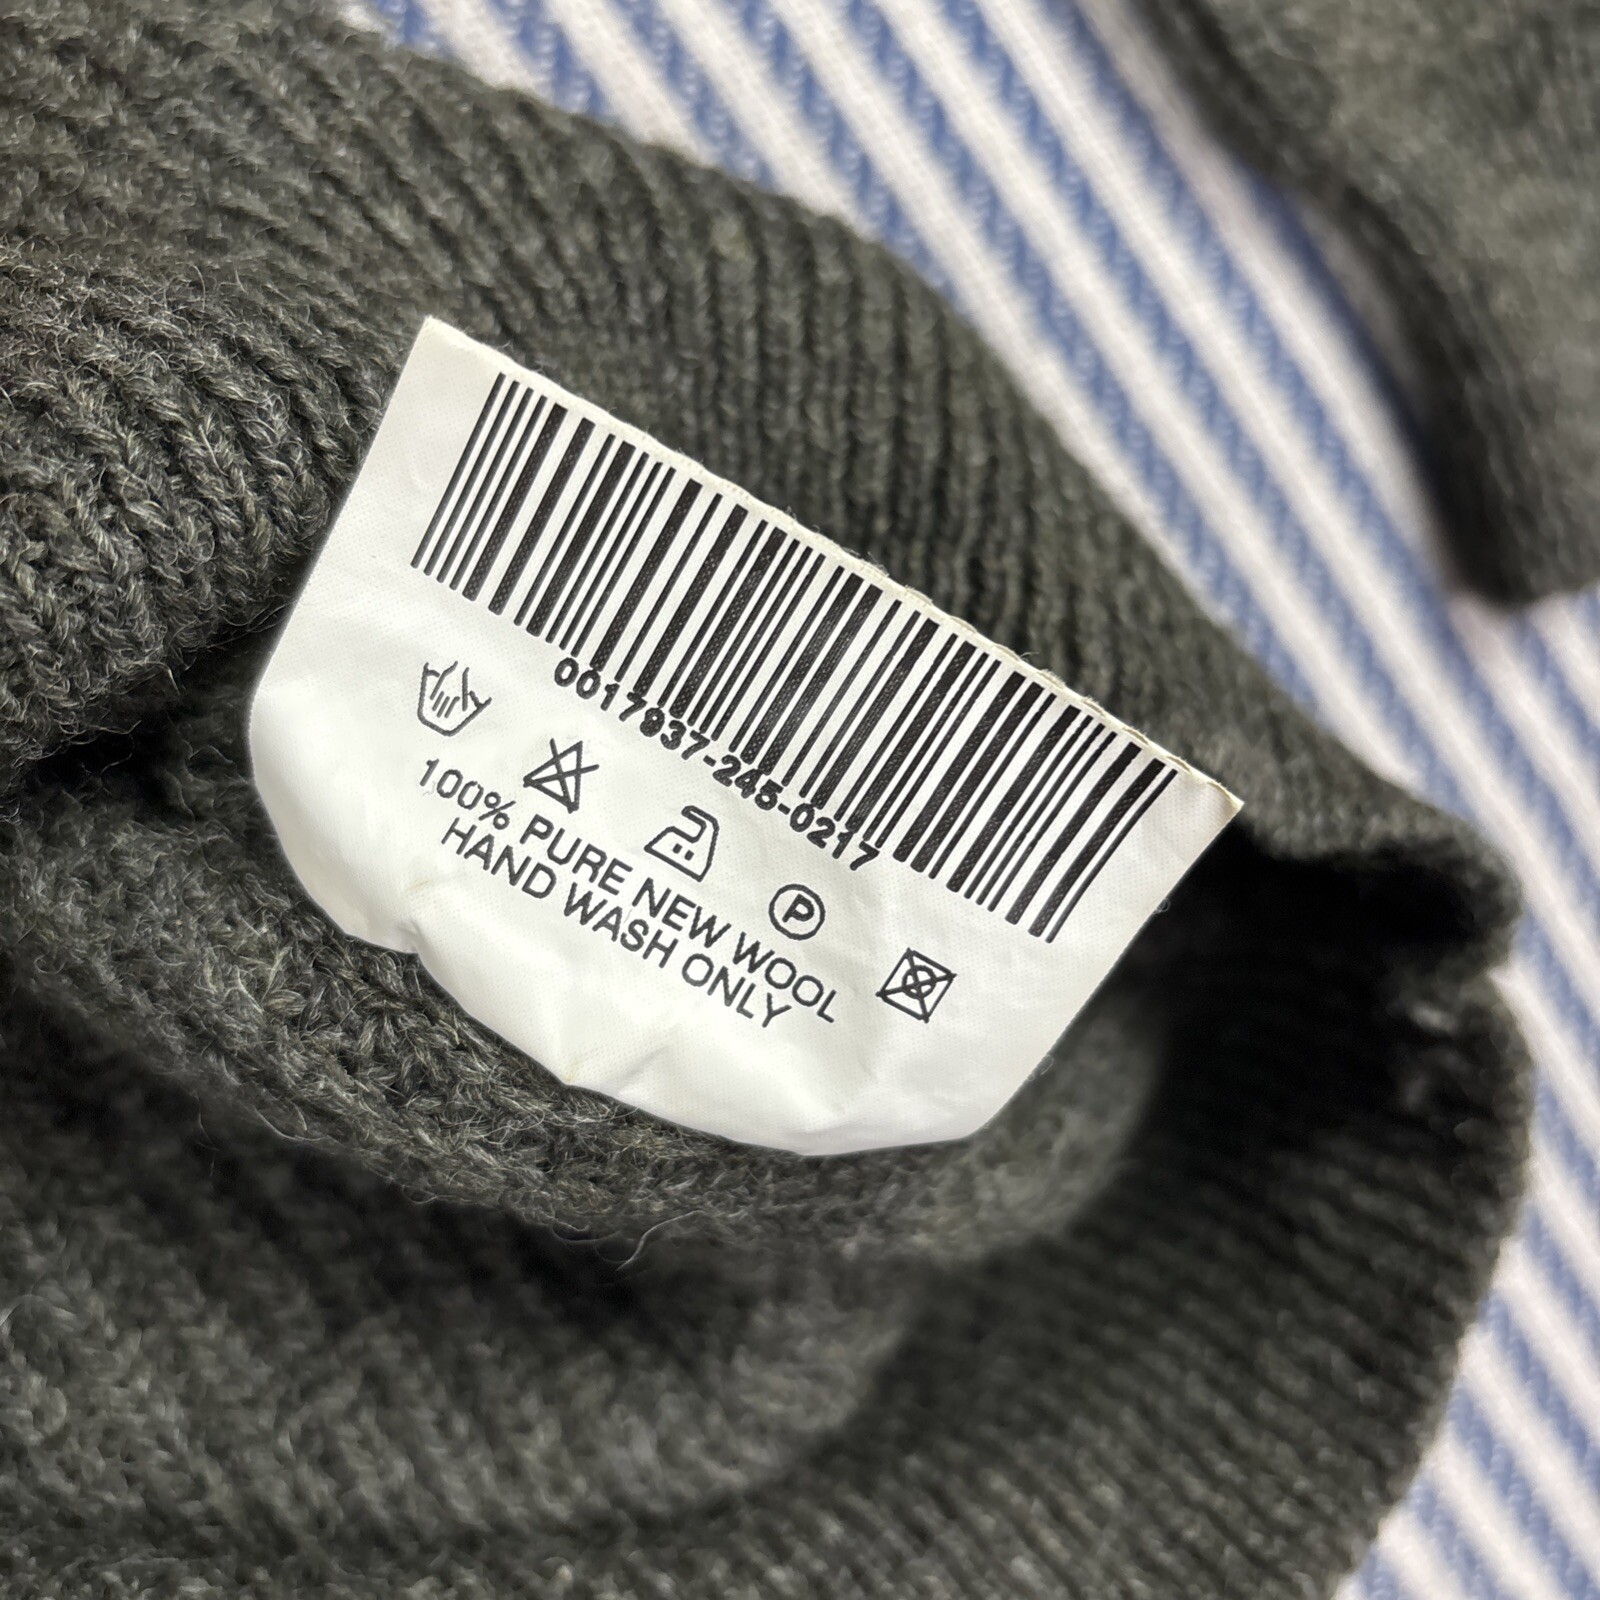 0017937-245-0217
P
100% PURE NEW WOOL
HAND WASH ONLY